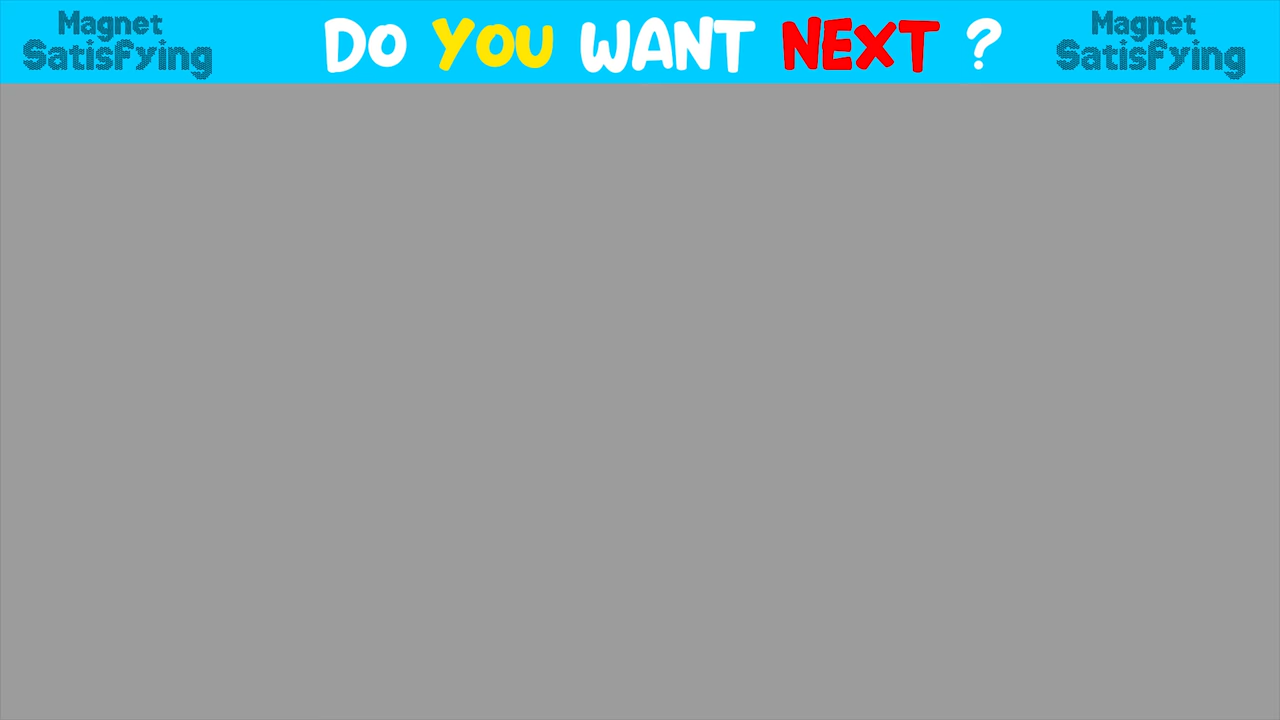 Magnet
Satisfying
DO YOU WANT NEXT ?
Magnet
Satisfying